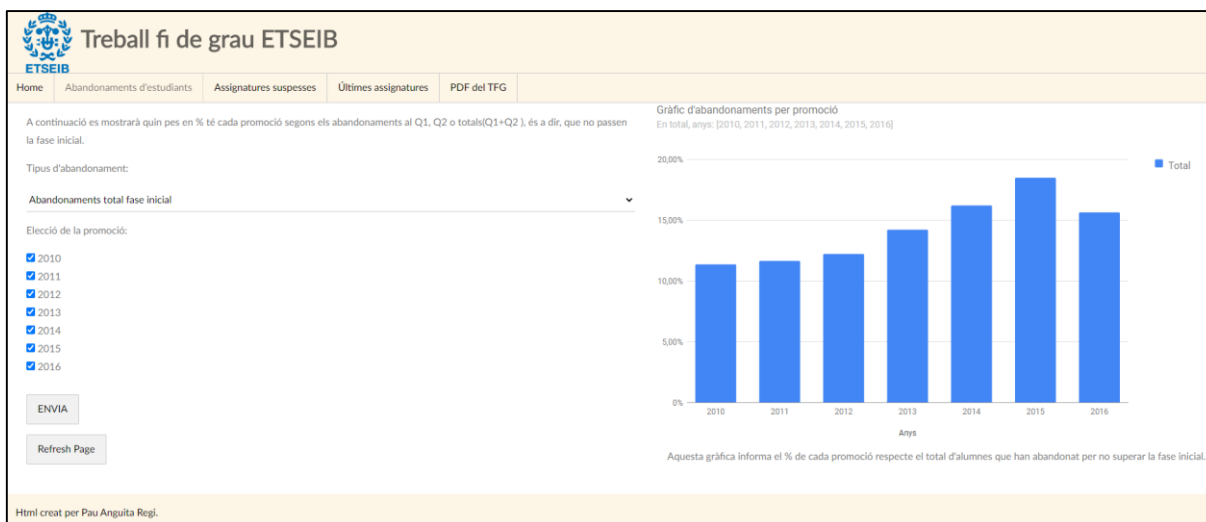 ETSEIB
Treball fi de grau ETSEIB
Home
Abandonaments d'estudiants
Assignatures suspeses
Últimes assignatures
PDF del TFG
A continuació es mostrarà quin pes en % té cada promoció segons els abandonaments al Q1, Q2 o totals(Q1+Q2 ), és a dir, que no passen
la fase inicial.
Tipus d'abandonament:
Abandonaments total fase inicial
Elecció de la promoció:
2010
2011
2012
2013
2014
2015
2016
ENVIA
Refresh Page
Gràfic d'abandonaments per promoció
En total, anys: [2010, 2011, 2012, 2013, 2014, 2015, 2016]
20,00%
15,00%
10,00%
5,00%
0%
2010 2011 2012 2013 2014 2015 2016
Anys
Total
Aquesta gràfica informa el % de cada promoció respecte el total d'alumnes que han abandonat per no superar la fase inicial.
Html creat per Pau Anguita Regi.